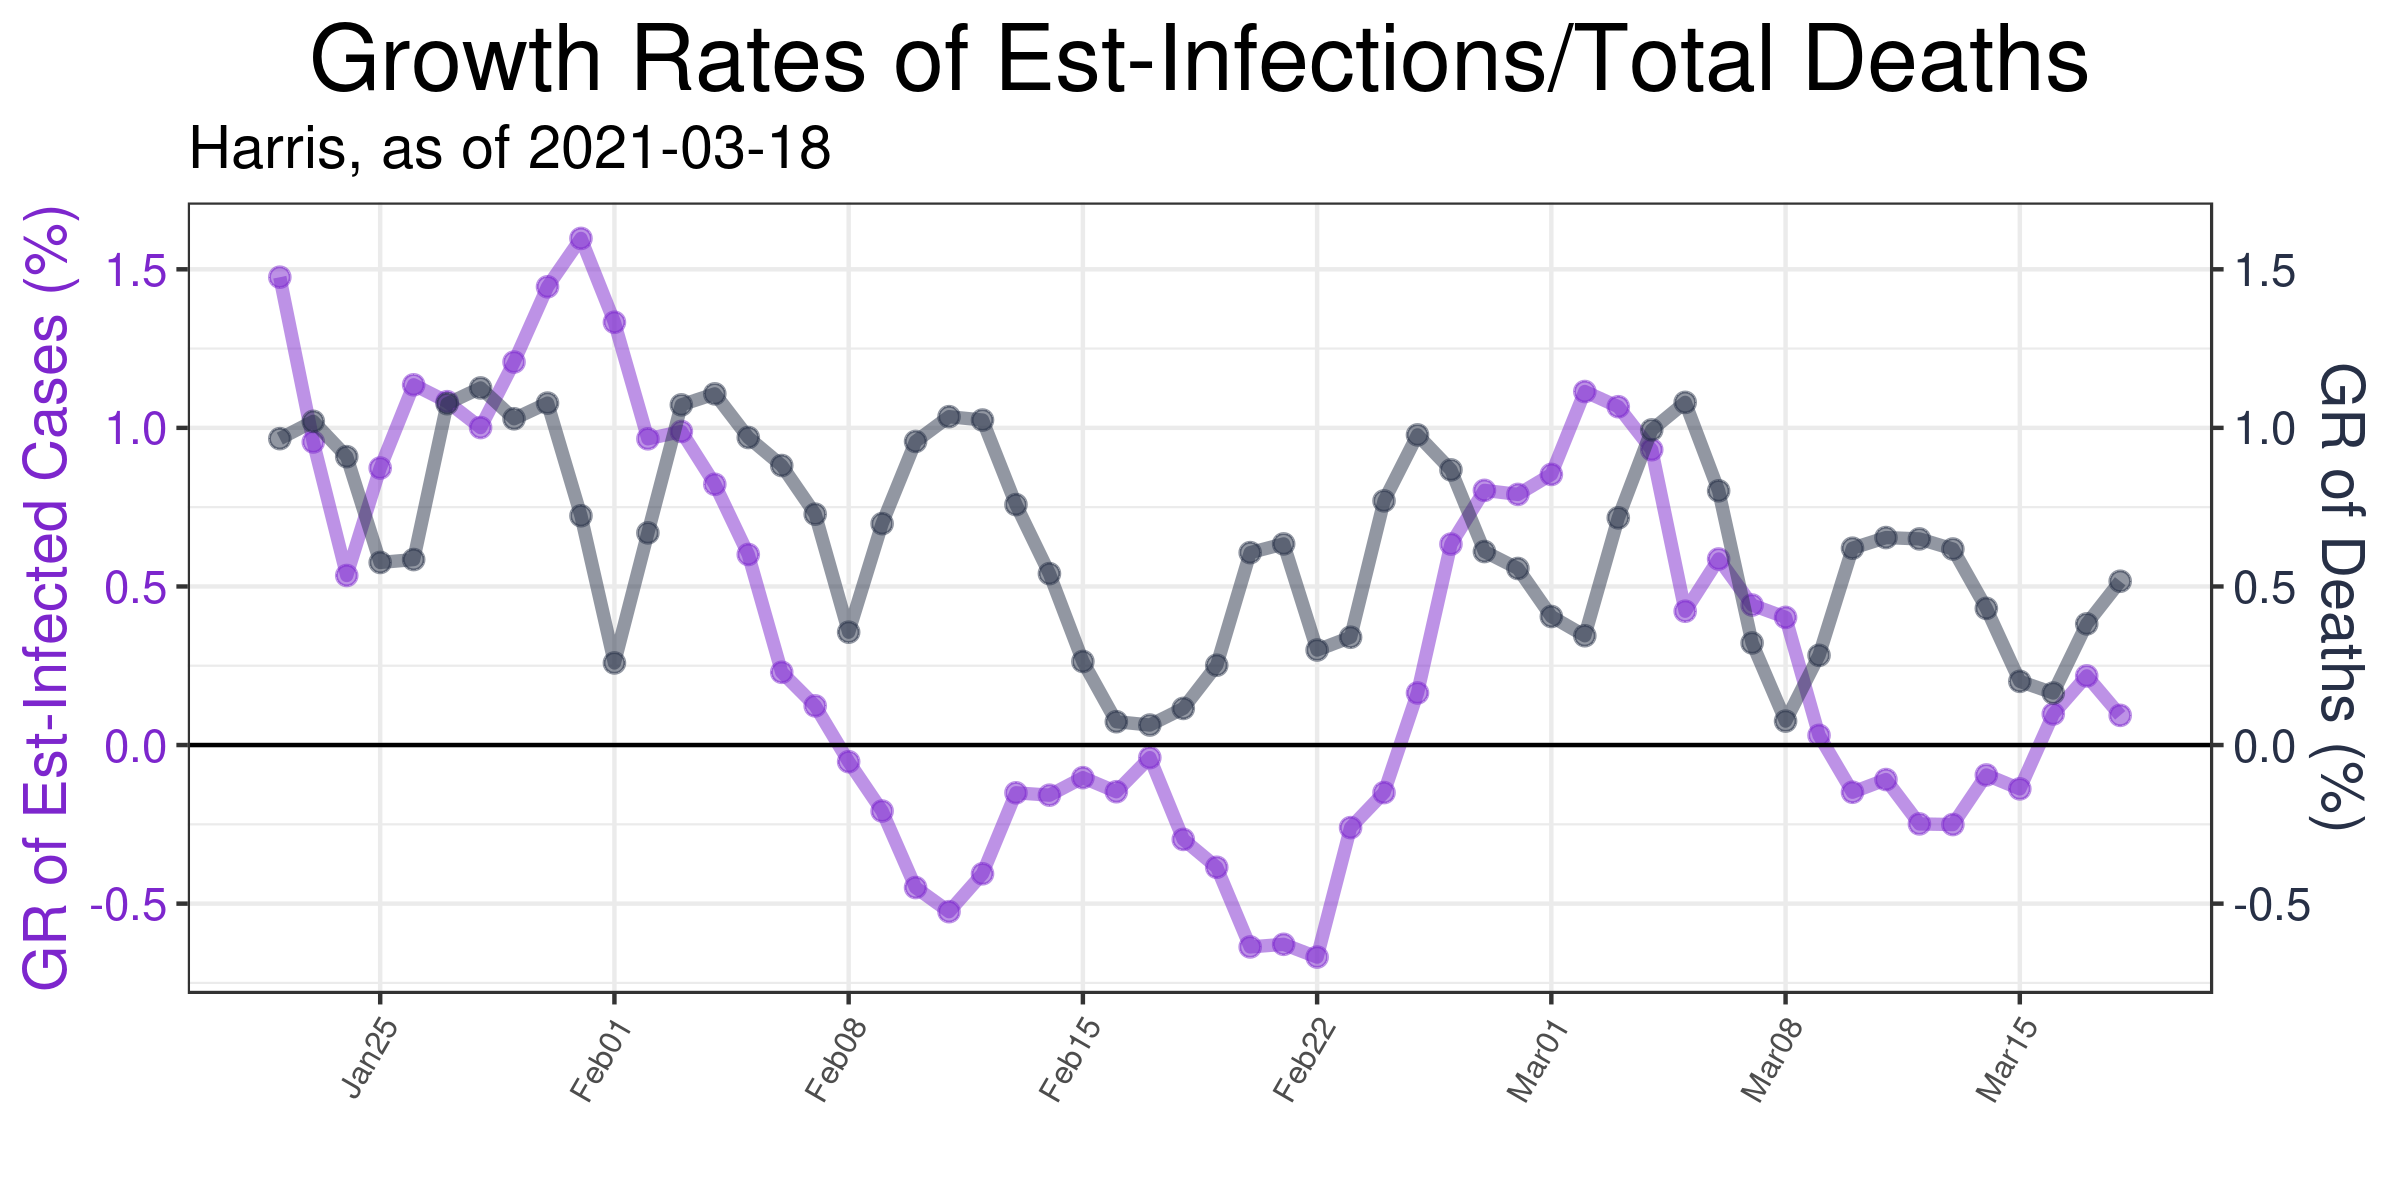 Growth Rates of Est-Infections/Total Deaths
Harris, as of 2021-03-18
GR of Est-Infected Cases (%)
1.5
1.0
0.5
0.0
-0.5
1.5
1.0
0.5
0.0
-0.5
GR of Deaths (%)
Jan25
Feb01
Feb08
Feb15
Feb22
Mar01
Mar08
Mar15